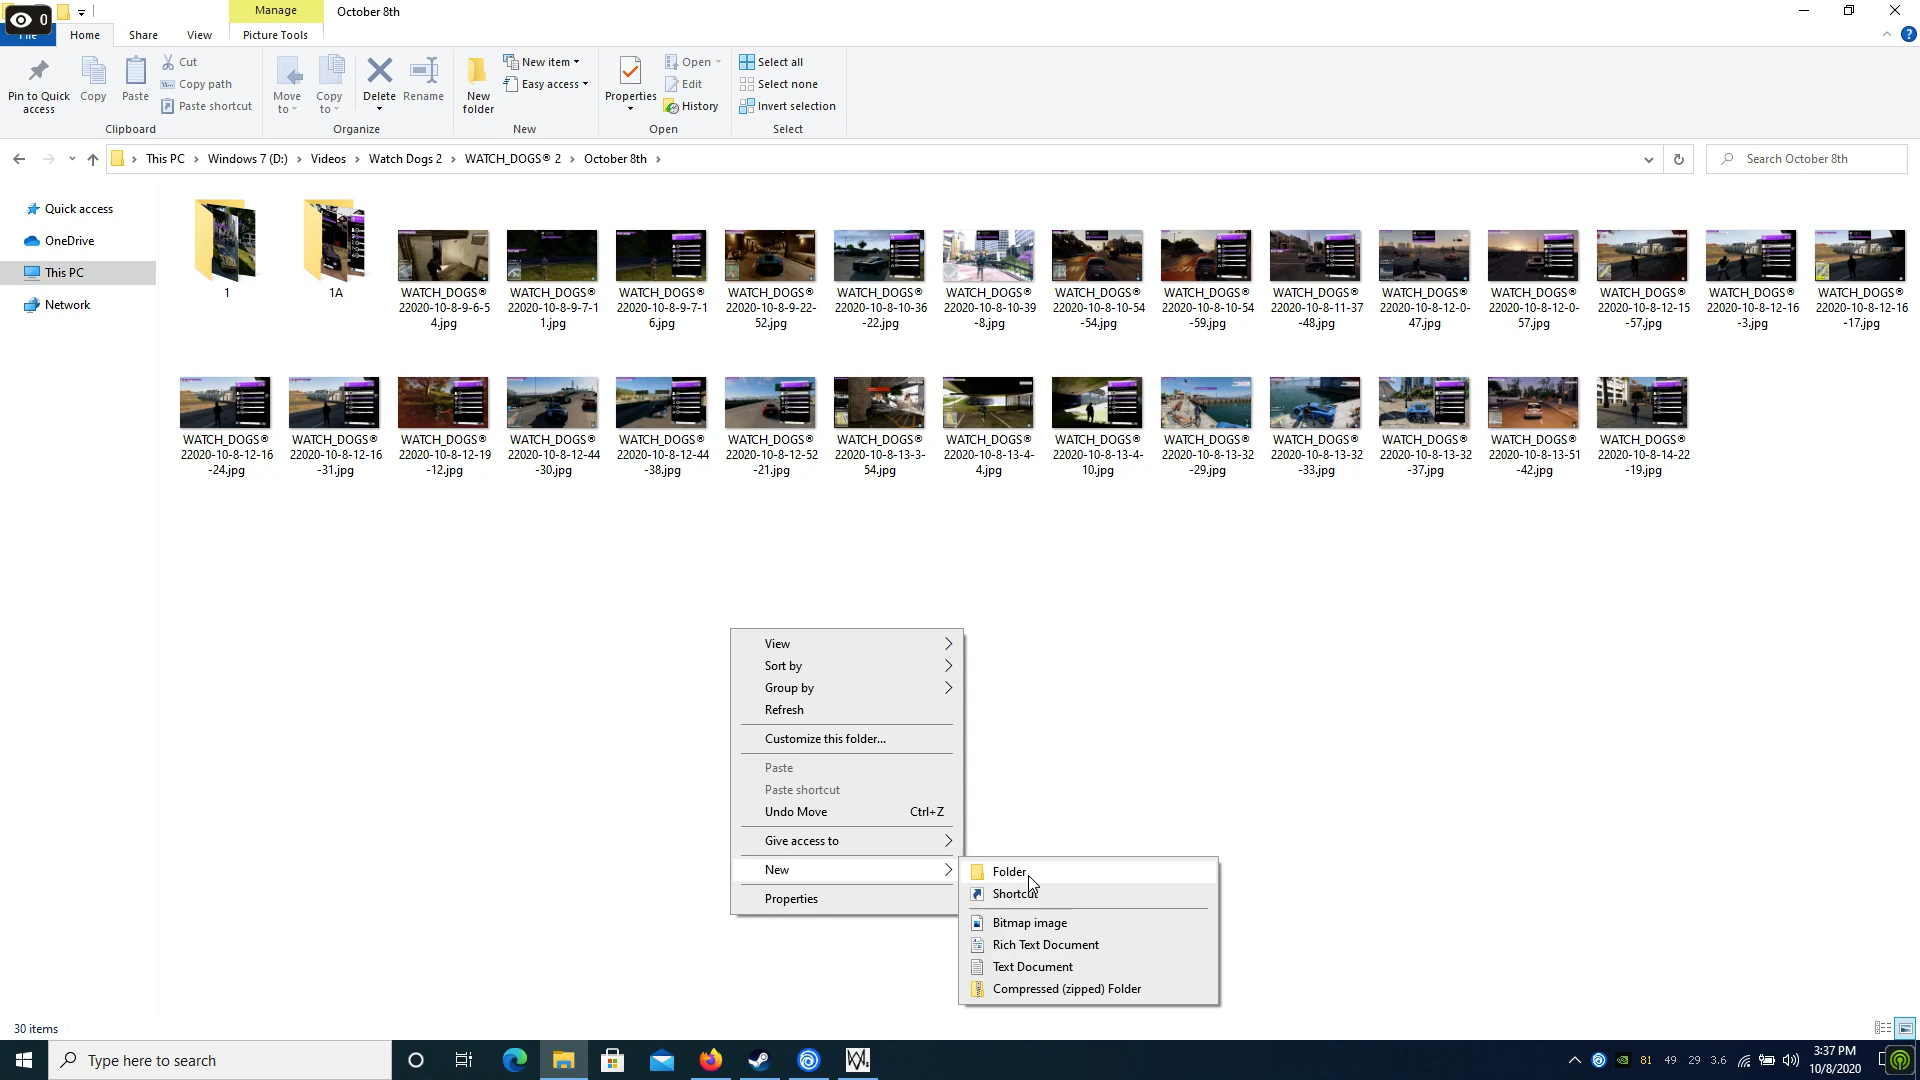 0
Manage
October 8th
File
Home
Share
View
Picture Tools
Pin to Quick
access
Copy
Paste
Cut
Copy path
Paste shortcut
Clipboard
Move
to
Copy
to
Delete
Rename
Organize
New
folder
New item
Easy access
New
Properties
Open
Edit
History
Open
Select all
Select none
Invert selection
Select
This PC
Windows 7 (D:)
Videos
Watch Dogs 2
WATCH_DOGS® 2
October 8th
Search October 8th
Quick access
OneDrive
This PC
Network
1
1A
WATCH_DOGS®
22020-10-8-9-6-5
4.jpg
WATCH_DOGS®
22020-10-8-9-7-1
1.jpg
WATCH_DOGS®
22020-10-8-9-7-1
6.jpg
WATCH_DOGS®
22020-10-8-9-22-
52.jpg
WATCH_DOGS®
22020-10-8-10-36
-22.jpg
WATCH_DOGS®
22020-10-8-10-39
-8.jpg
WATCH_DOGS®
22020-10-8-10-54
-54.jpg
WATCH_DOGS®
22020-10-8-10-54
-59.jpg
WATCH_DOGS®
22020-10-8-11-37
-48.jpg
WATCH_DOGS®
22020-10-8-12-0-
47.jpg
WATCH_DOGS®
22020-10-8-12-0-
57.jpg
WATCH_DOGS®
22020-10-8-12-15
-57.jpg
WATCH_DOGS®
22020-10-8-12-16
-3.jpg
WATCH_DOGS®
22020-10-8-12-16
-17.jpg
WATCH_DOGS®
22020-10-8-12-16
-24.jpg
WATCH_DOGS®
22020-10-8-12-16
-31.jpg
WATCH_DOGS®
22020-10-8-12-19
-12.jpg
WATCH_DOGS®
22020-10-8-12-44
-30.jpg
WATCH_DOGS®
22020-10-8-12-44
-38.jpg
WATCH_DOGS®
22020-10-8-12-52
-21.jpg
WATCH_DOGS®
22020-10-8-13-3-
54.jpg
WATCH_DOGS®
22020-10-8-13-4-
4.jpg
WATCH_DOGS®
22020-10-8-13-4-
10.jpg
WATCH_DOGS®
22020-10-8-13-32
-29.jpg
WATCH_DOGS®
22020-10-8-13-32
-33.jpg
WATCH_DOGS®
22020-10-8-13-32
-37.jpg
WATCH_DOGS®
22020-10-8-13-51
-42.jpg
WATCH_DOGS®
22020-10-8-14-22
-19.jpg
View
Sort by
Group by
Refresh
Customize this folder...
Paste
Paste shortcut
Undo Move Ctrl+Z
Give access to
New
Properties
Folder
Shortcut
Bitmap image
Rich Text Document
Text Document
Compressed (zipped) Folder
30 items
Type here to search
81 49 29 3.6
3:37 PM
10/8/2020